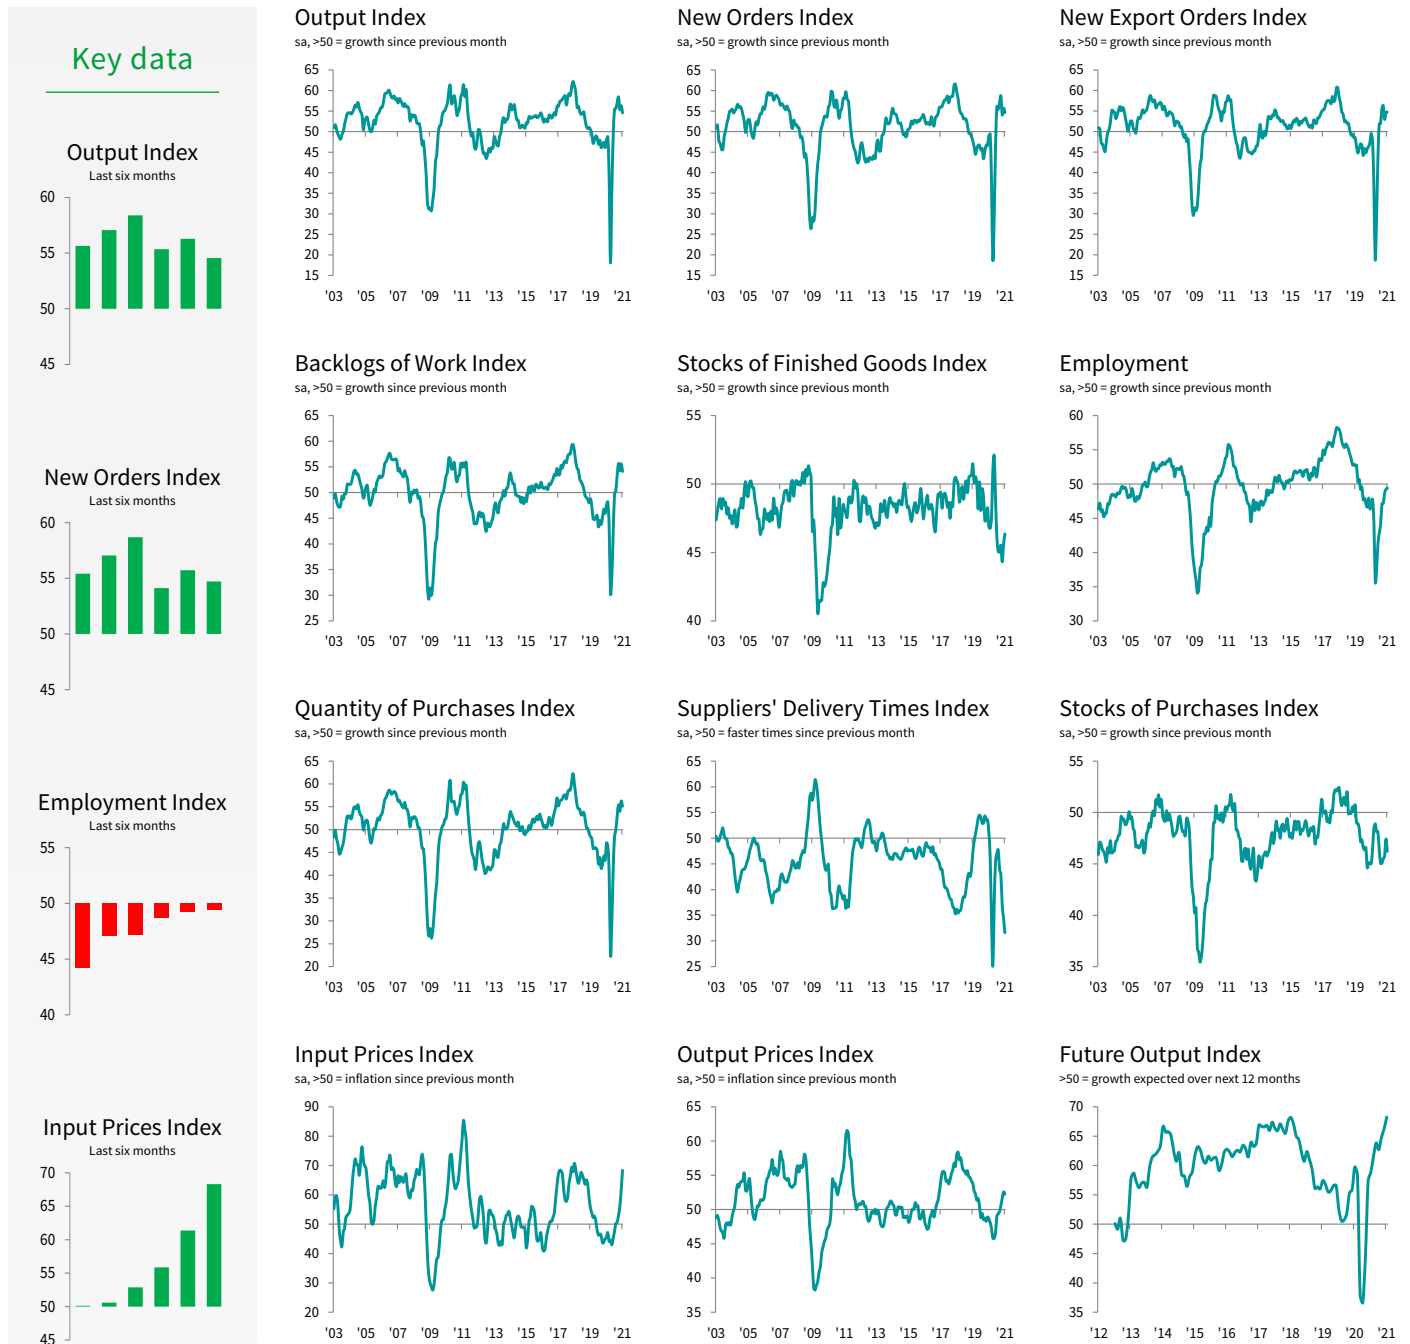 Key data
Output Index
Last six months
60
55
50
45
New Orders Index
Last six months
60
55
50
45
Employment Index
Last six months
55
50
45
40
Input Prices Index
Last six months
70
65
60
55
50
45
Output Index
sa, >50 = growth since previous month
65
60
55
50
45
40
35
30
25
20
15
'03 '05 '07 '09 '11 '13 '15 '17 '19 '21
New Orders Index
sa, >50 = growth since previous month
65
60
55
50
45
40
35
30
25
20
15
'03 '05 '07 '09 '11 '13 '15 '17 '19 '21
New Export Orders Index
sa, >50 = growth since previous month
65
60
55
50
45
40
35
30
25
20
15
'03 '05 '07 '09 '11 '13 '15 '17 '19 '21
Backlogs of Work Index
sa, >50 = growth since previous month
65
60
55
50
45
40
35
30
25
'03 '05 '07 '09 '11 '13 '15 '17 '19 '21
Stocks of Finished Goods Index
sa, >50 = growth since previous month
55
50
45
40
'03 '05 '07 '09 '11 '13 '15 '17 '19 '21
Employment
sa, >50 = growth since previous month
60
55
50
45
40
35
30
'03 '05 '07 '09 '11 '13 '15 '17 '19 '21
Quantity of Purchases Index
sa, >50 = growth since previous month
65
60
55
50
45
40
35
30
25
20
'03 '05 '07 '09 '11 '13 '15 '17 '19 '21
Suppliers' Delivery Times Index
sa, >50 = faster times since previous month
65
60
55
50
45
40
35
30
25
'03 '05 '07 '09 '11 '13 '15 '17 '19 '21
Stocks of Purchases Index
sa, >50 = growth since previous month
55
50
45
40
35
'03 '05 '07 '09 '11 '13 '15 '17 '19 '21
Input Prices Index
sa, >50 = inflation since previous month
90
80
70
60
50
40
30
20
'03 '05 '07 '09 '11 '13 '15 '17 '19 '21
Output Prices Index
sa, >50 = inflation since previous month
65
60
55
50
45
40
35
'03 '05 '07 '09 '11 '13 '15 '17 '19 '21
Future Output Index
>50 = growth expected over next 12 months
70
65
60
55
50
45
40
35
'12 '13 '14 '15 '16 '17 '18 '19 '20 '21